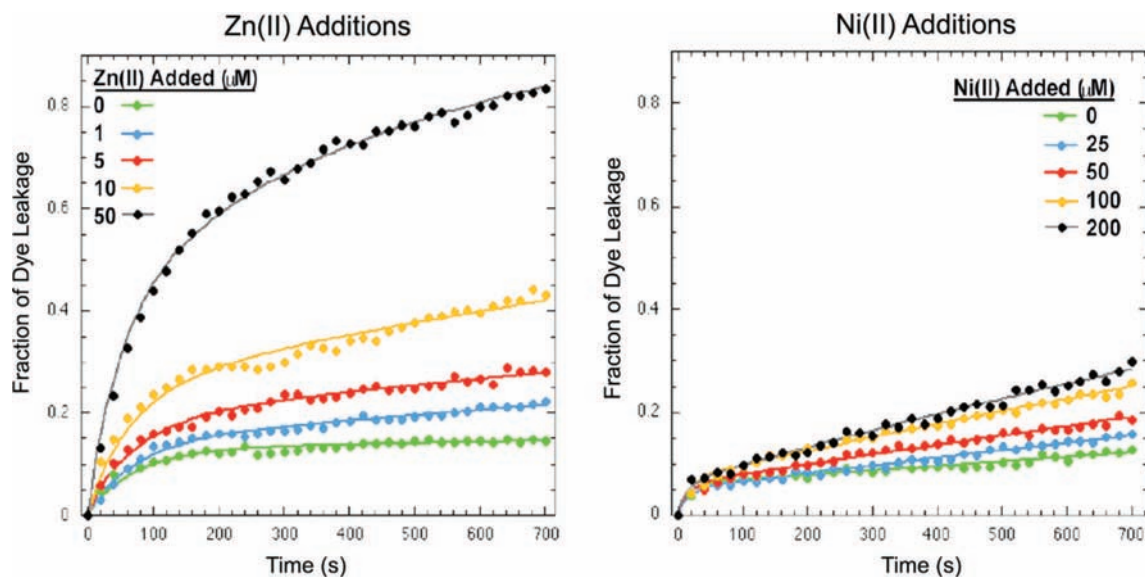 Zn(II) Additions
Zn(II) Added (μM)
0
1
5
10
50
0.8
0.6
0.4
0.2
0
Fraction of Dye Leakage
0 100 200 300 400 500 600 700
Time (s)
Ni(II) Additions
Ni(II) Added (μM)
0
25
50
100
200
0.8
0.6
0.4
0.2
0
Fraction of Dye Leakage
0 100 200 300 400 500 600 700
Time (s)